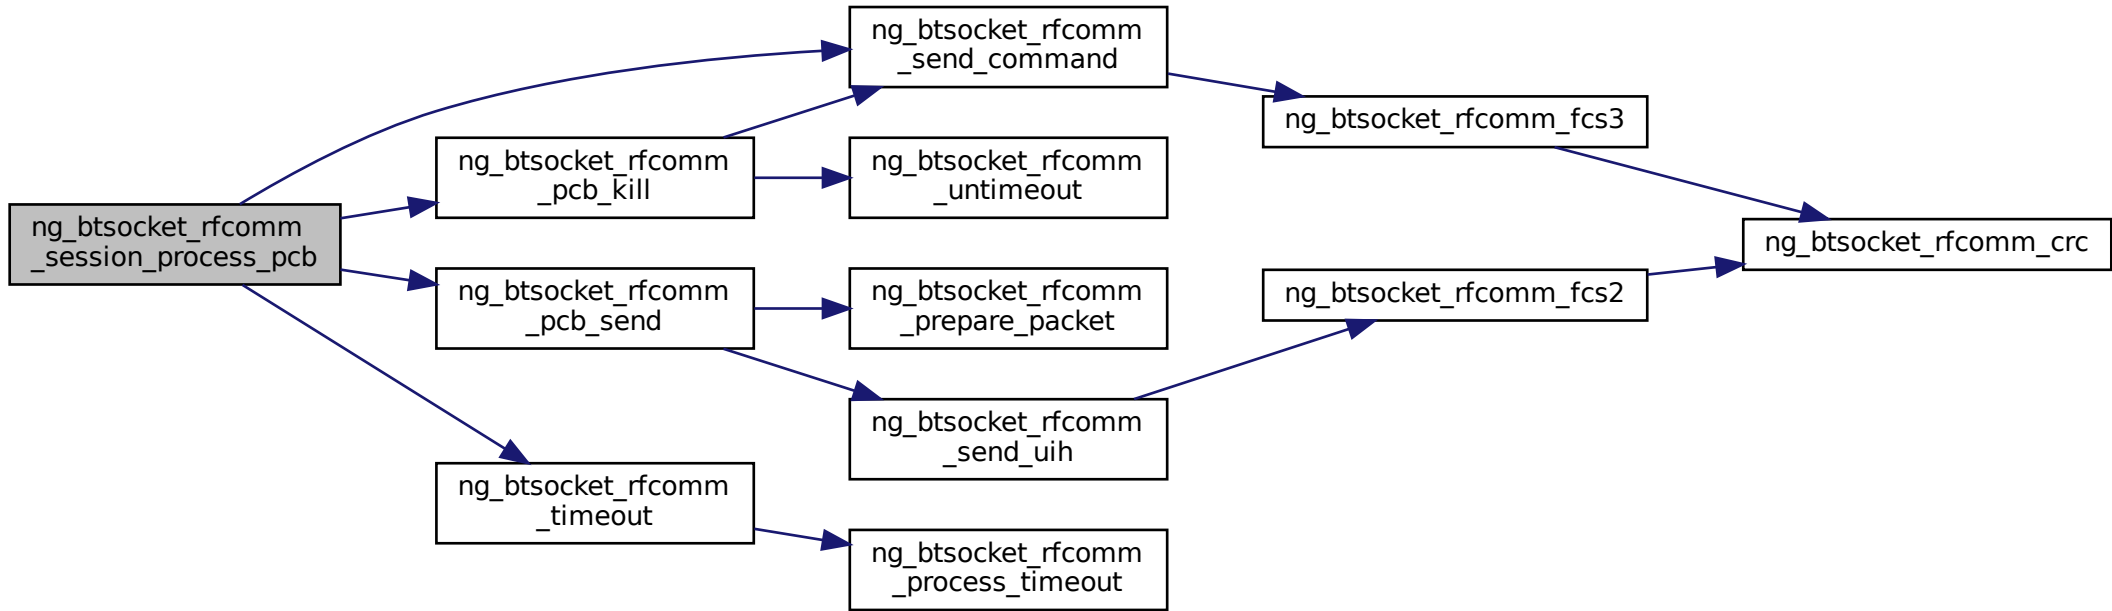 ng_btsocket_rfcomm
_session_process_pcb
ng_btsocket_rfcomm
_send_command
ng_btsocket_rfcomm
_pcb_kill
ng_btsocket_rfcomm
_untimeout
ng_btsocket_rfcomm
_pcb_send
ng_btsocket_rfcomm
_prepare_packet
ng_btsocket_rfcomm
_send_uih
ng_btsocket_rfcomm
_timeout
ng_btsocket_rfcomm
_process_timeout
ng_btsocket_rfcomm_fcs3
ng_btsocket_rfcomm_fcs2
ng_btsocket_rfcomm_crc